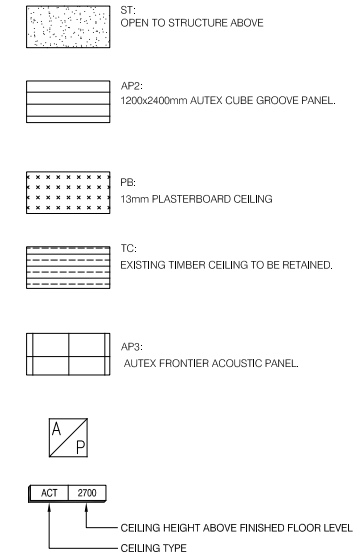 ST:
OPEN TO STRUCTURE ABOVE
AP2:
1200x2400mm AUTEX CUBE GROOVE PANEL.
PB:
13mm PLASTERBOARD CEILING
TC:
EXISTING TIMBER CEILING TO BE RETAINED.
AP3:
AUTEX FRONTIER ACOUSTIC PANEL.
A
P
ACT 2700
CEILING HEIGHT ABOVE FINISHED FLOOR LEVEL
CEILING TYPE